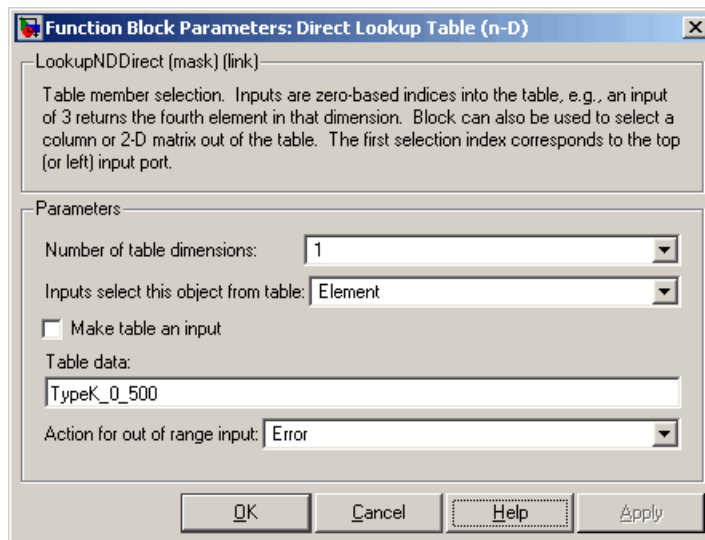 Function Block Parameters: Direct Lookup Table (n-D)
LookupNDDirect (mask) (link)
Table member selection. Inputs are zero-based indices into the table, e.g., an input
of 3 returns the fourth element in that dimension. Block can also be used to select a
column or 2-D matrix out of the table. The first selection index corresponds to the top
(or left) input port.
Parameters
Number of table dimensions: 1
Inputs select this object from table: Element
Make table an input
Table data:
TypeK_0_500
Action for out of range input: Error
OK Cancel Help Apply